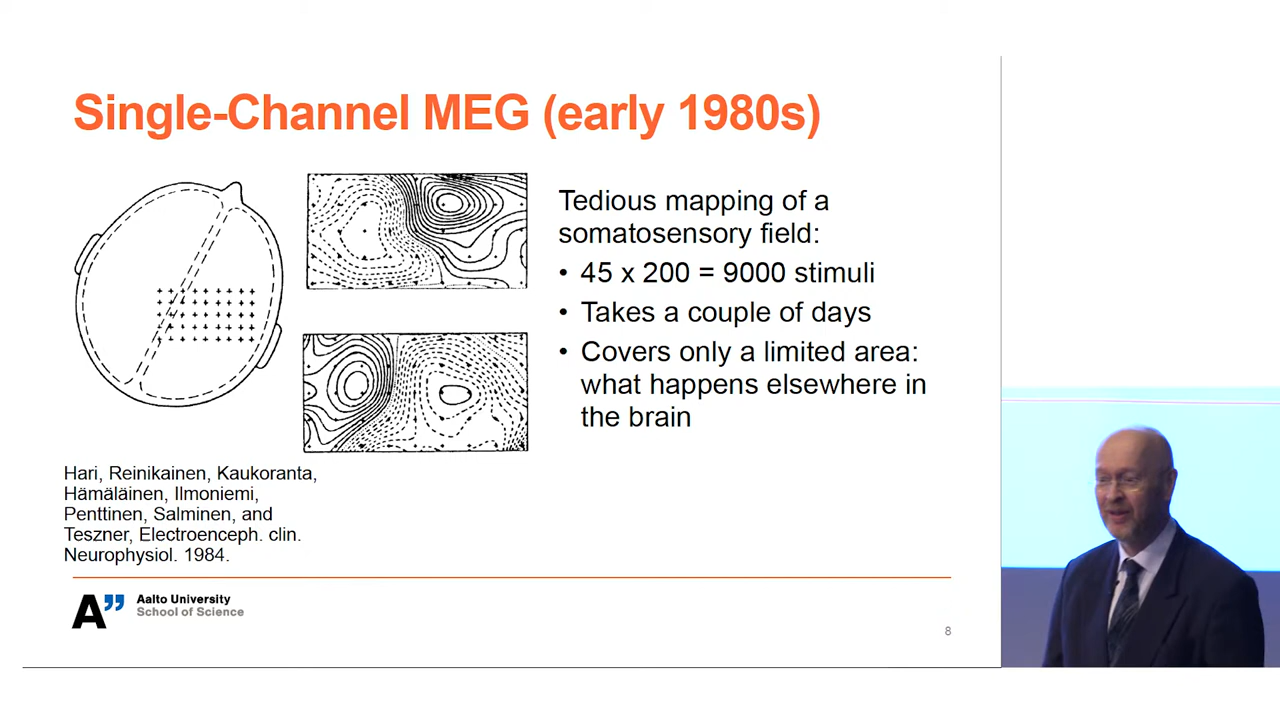 Single-Channel MEG (early 1980s)
Tedious mapping of a
somatosensory field:
• 45 x 200 = 9000 stimuli
• Takes a couple of days
• Covers only a limited area:
what happens elsewhere in
the brain
Hari, Reinikainen, Kaukoranta,
Hämäläinen, Ilmoniemi,
Penttinen, Salminen, and
Teszner, Electroenceph. clin.
Neurophysiol. 1984.
A”
Aalto University
School of Science
8